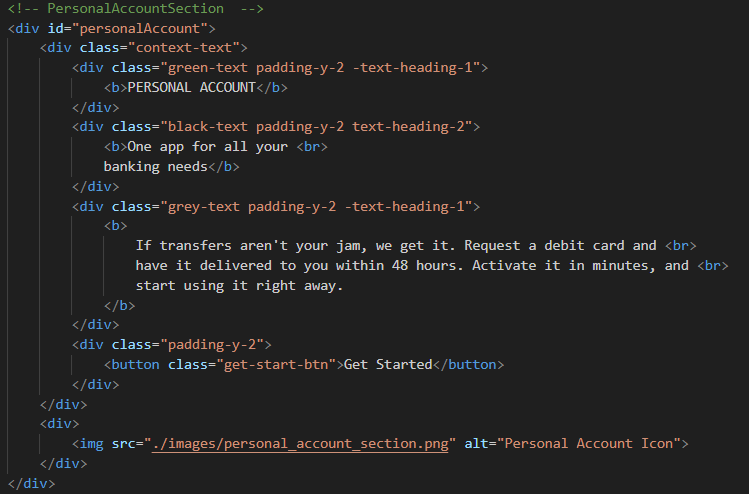 <!-- PersonalAccountSection  -->
<div id="personalAccount">
    <div class="context-text">
        <div class="green-text padding-y-2 -text-heading-1">
            <b>PERSONAL ACCOUNT</b>
        </div>
        <div class="black-text padding-y-2 text-heading-2">
            <b>One app for all your <br>
            banking needs</b>
        </div>
        <div class="grey-text padding-y-2 -text-heading-1">
            <b>
                If transfers aren't your jam, we get it. Request a debit card and <br>
                have it delivered to you within 48 hours. Activate it in minutes, and <br>
                start using it right away.
            </b>
        </div>
        <div class="padding-y-2">
            <button class="get-start-btn">Get Started</button>
        </div>
    </div>
    <div>
        <img src="./images/personal_account_section.png" alt="Personal Account Icon">
    </div>
</div>